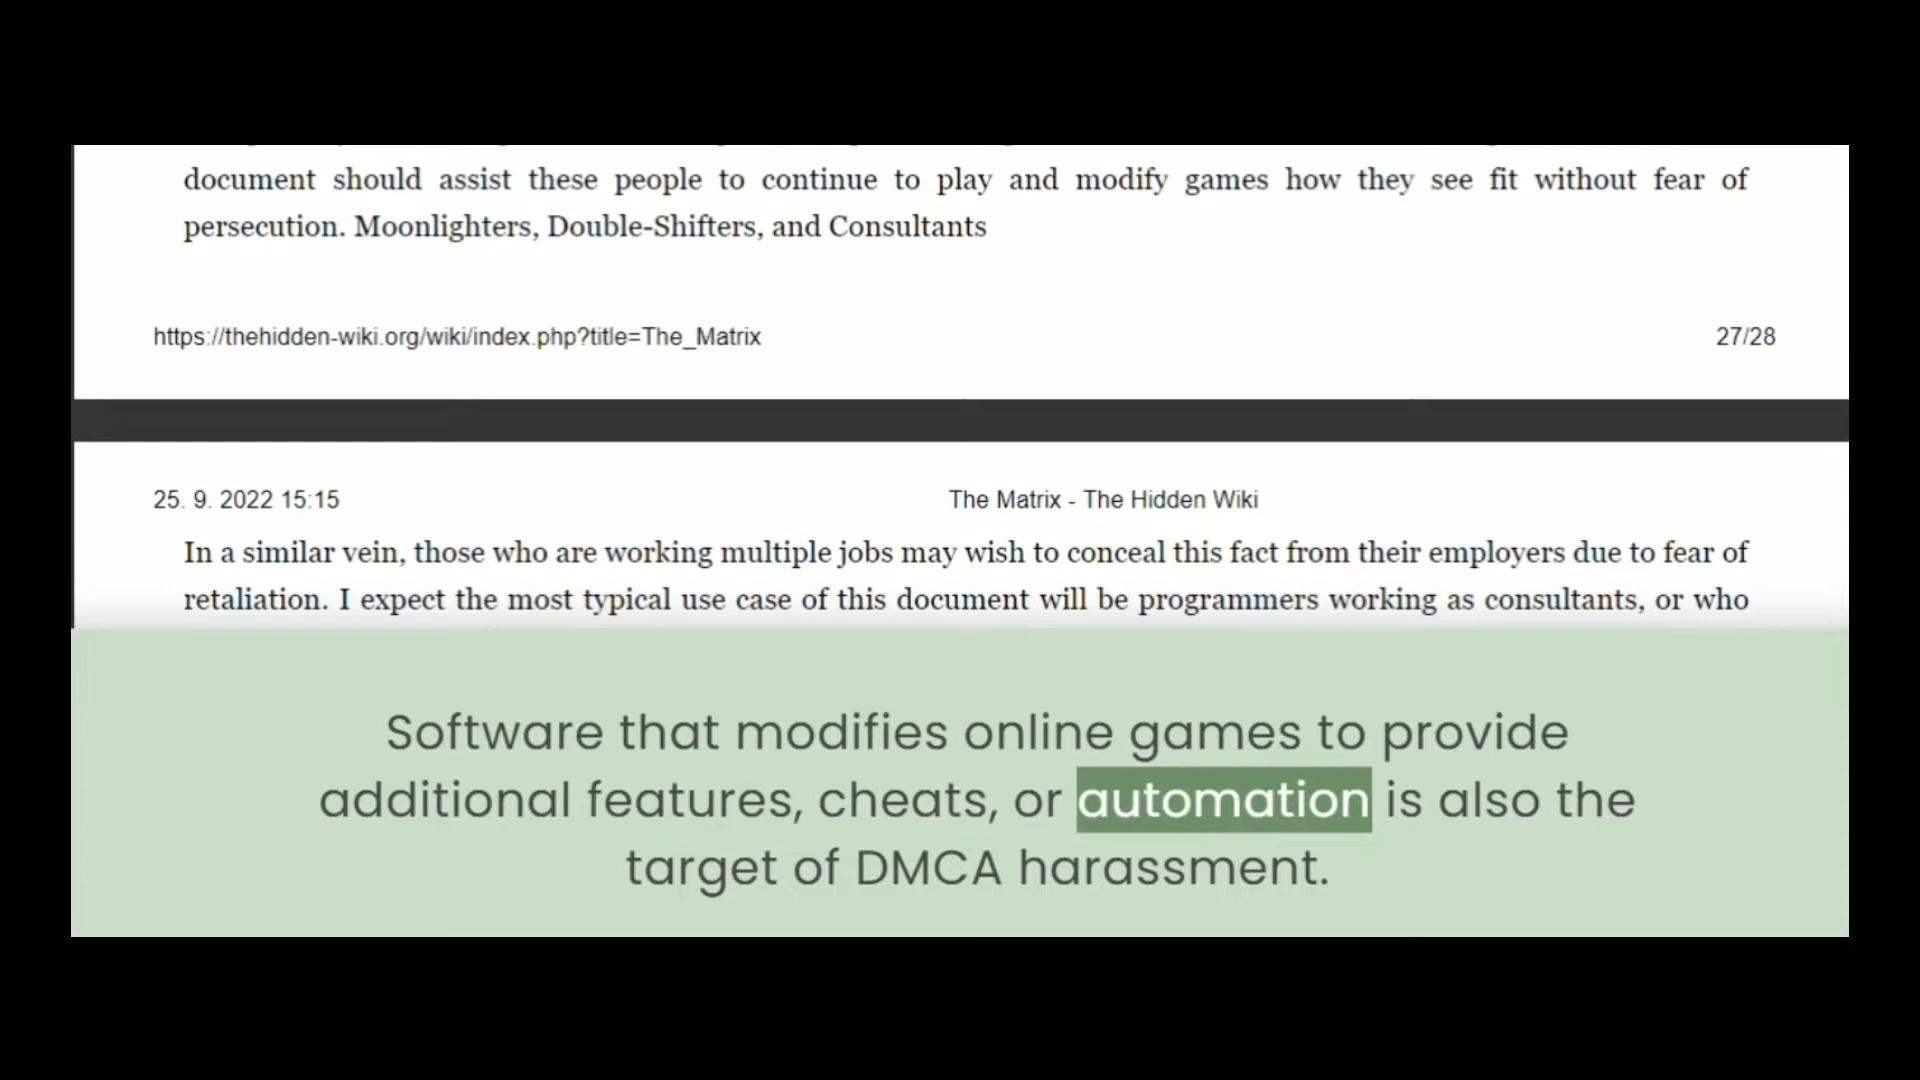 document should assist these people to continue to play and modify games how they see fit without fear of
persecution. Moonlighters, Double-Shifters, and Consultants
https://thehidden-wiki.org/wiki/index.php?title=The_Matrix 27/28
25. 9. 2022 15:15 The Matrix - The Hidden Wiki
In a similar vein, those who are working multiple jobs may wish to conceal this fact from their employers due to fear of
retaliation. I expect the most typical use case of this document will be programmers working as consultants, or who
Software that modifies online games to provide
additional features, cheats, or automation is also the
target of DMCA harassment.